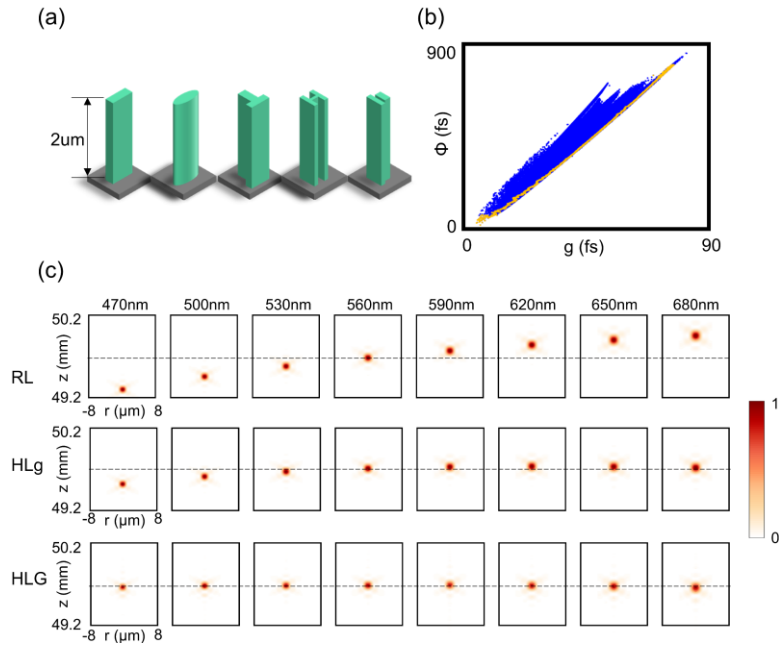 (a)
2um
(b)
900
Φ (fs)
0
0
g (fs)
90
(c)
470nm 500nm 530nm 560nm 590nm 620nm 650nm 680nm
RL
50.2
z (mm)
49.2
-8 r (μm) 8
HLg
50.2
z (mm)
49.2
-8 r (μm) 8
HLG
50.2
z (mm)
49.2
-8 r (μm) 8
1
0